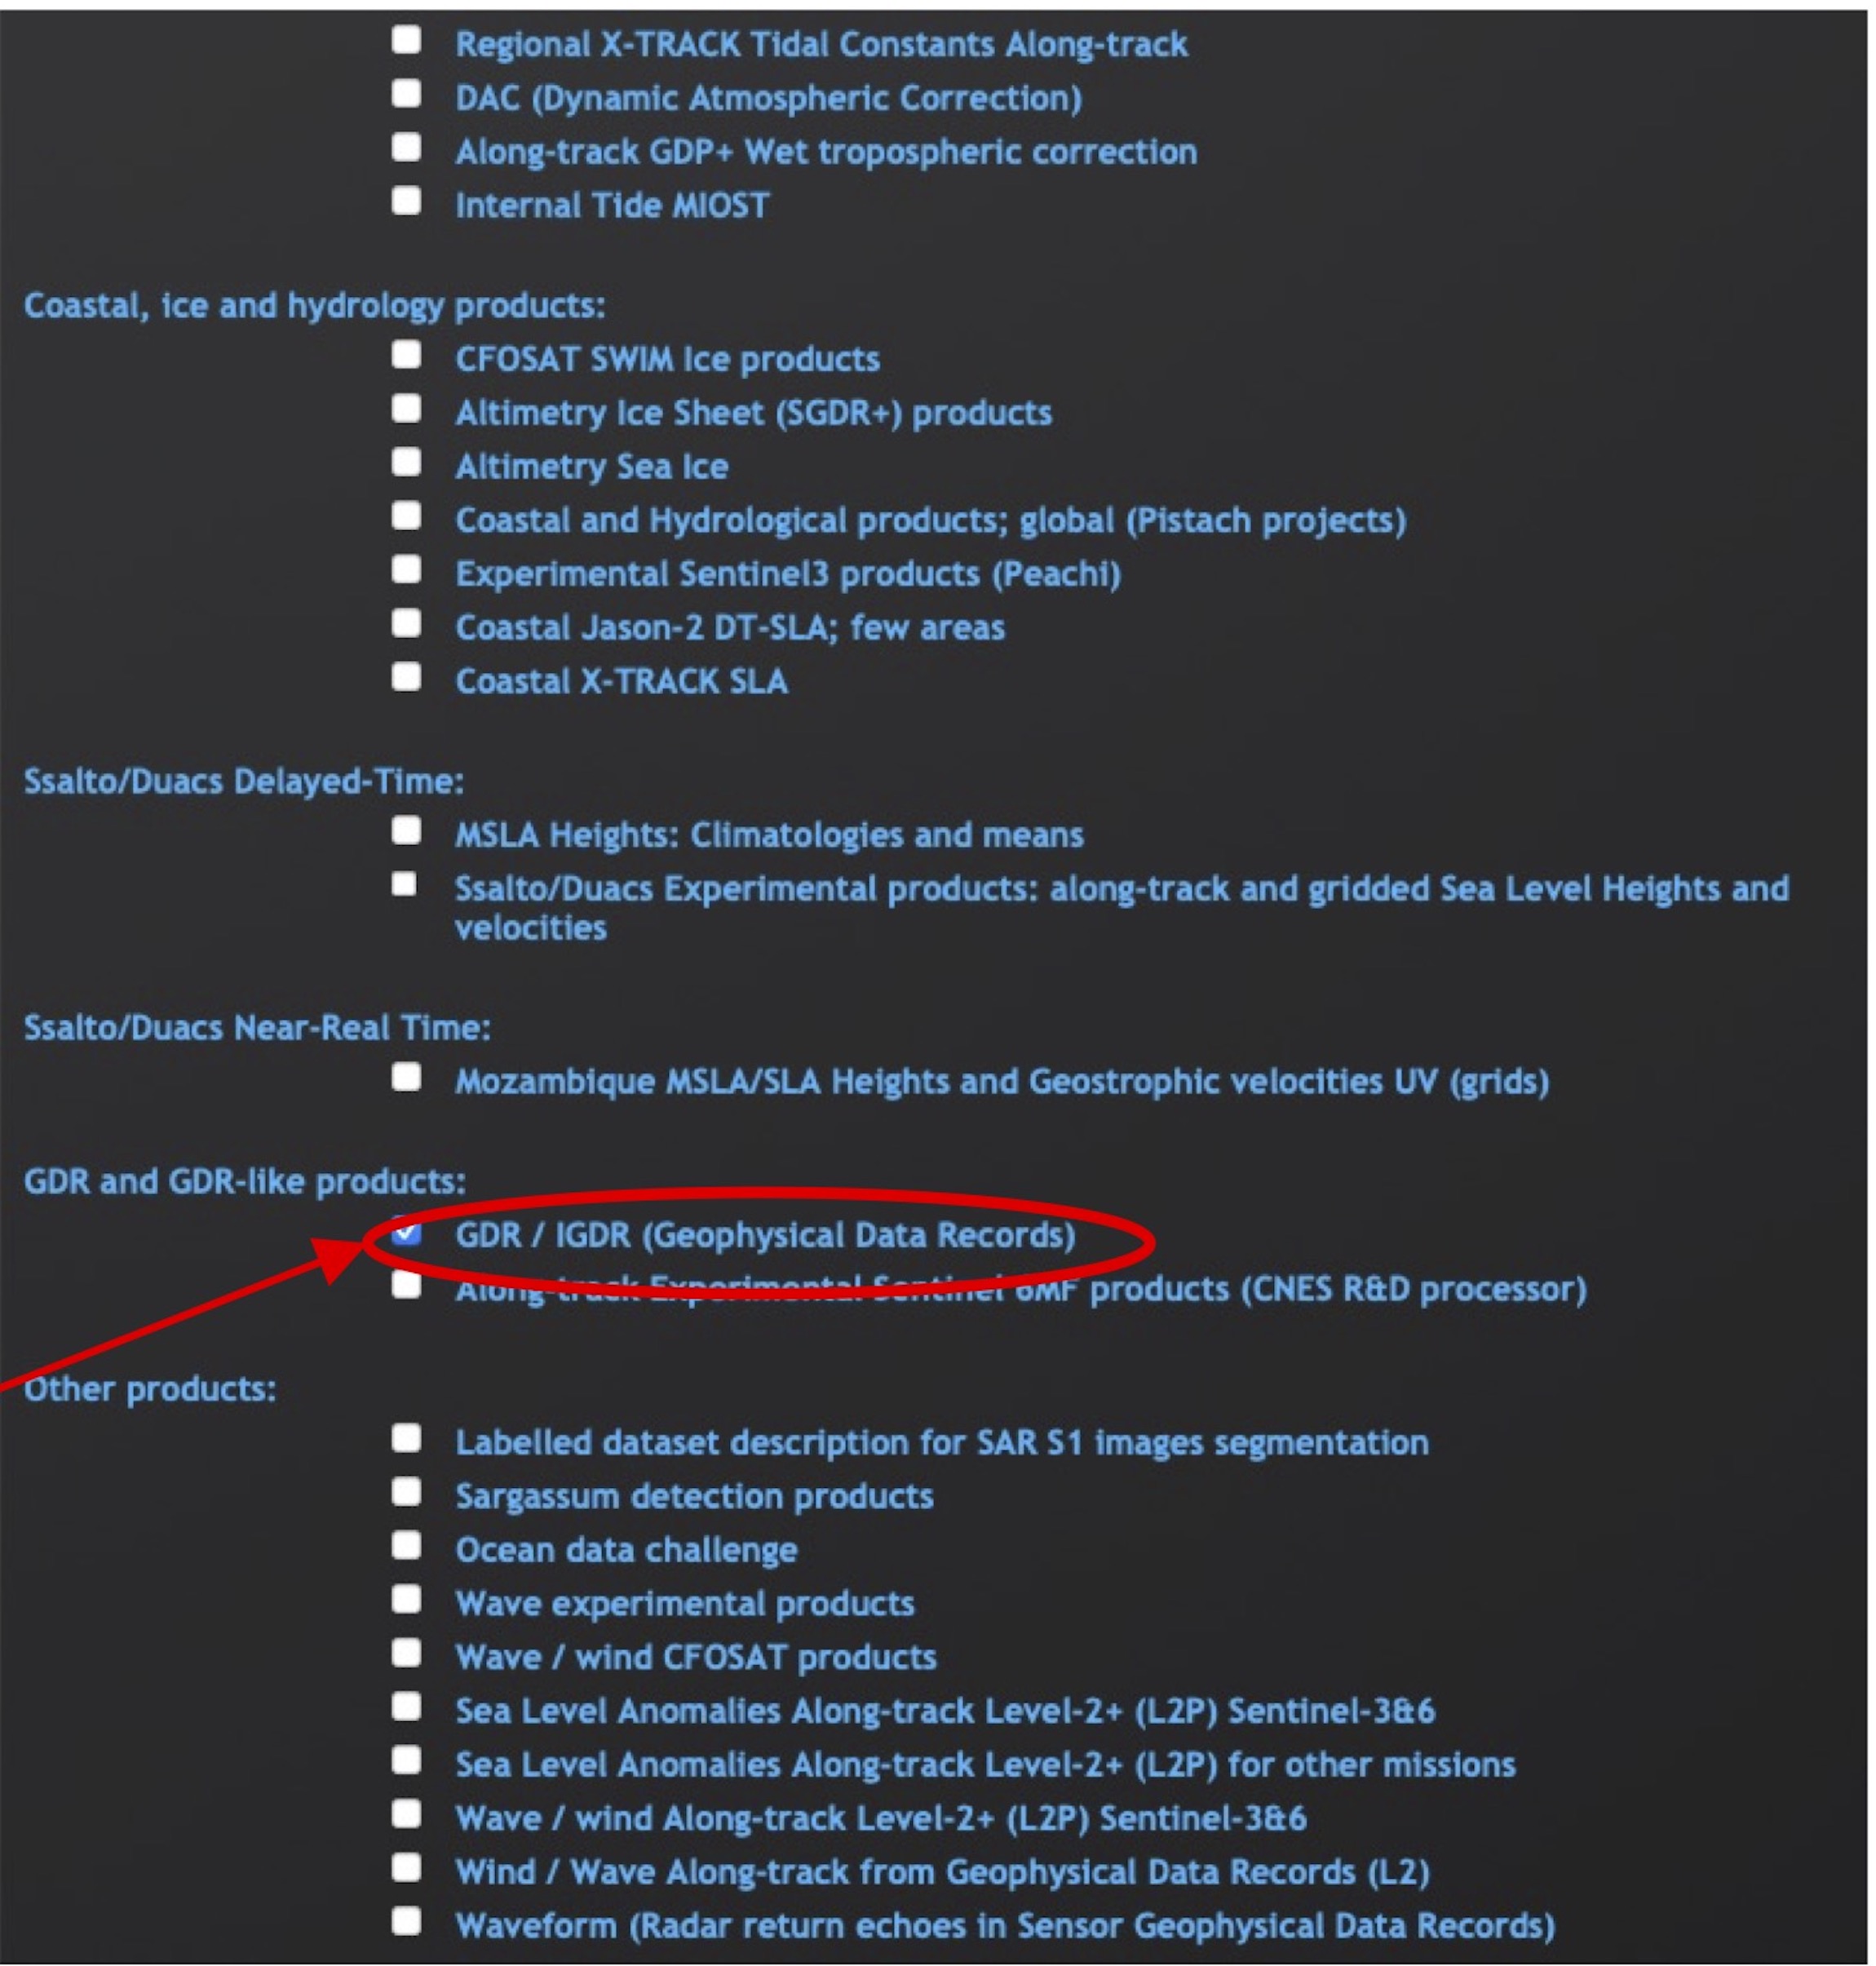 Regional X-TRACK Tidal Constants Along-track
DAC (Dynamic Atmospheric Correction)
Along-track GDP+ Wet tropospheric correction
Internal Tide MIOST
Coastal, ice and hydrology products:
CFOSAT SWIM Ice products
Altimetry Ice Sheet (SGDR+) products
Altimetry Sea Ice
Coastal and Hydrological products; global (Pistach projects)
Experimental Sentinel3 products (Peachi)
Coastal Jason-2 DT-SLA; few areas
Coastal X-TRACK SLA
Ssalto/Duacs Delayed-Time:
MSLA Heights: Climatologies and means
Ssalto/Duacs Experimental products: along-track and gridded Sea Level Heights and
velocities
Ssalto/Duacs Near-Real Time:
Mozambique MSLA/SLA Heights and Geostrophic velocities UV (grids)
GDR and GDR-like products:
GDR / IGDR (Geophysical Data Records)
Along-track Experimental Sentinel 6MF products (CNES R&D processor)
Other products:
Labelled dataset description for SAR S1 images segmentation
Sargassum detection products
Ocean data challenge
Wave experimental products
Wave / wind CFOSAT products
Sea Level Anomalies Along-track Level-2+ (L2P) Sentinel-3&6
Sea Level Anomalies Along-track Level-2+ (L2P) for other missions
Wave / wind Along-track Level-2+ (L2P) Sentinel-3&6
Wind / Wave Along-track from Geophysical Data Records (L2)
Waveform (Radar return echoes in Sensor Geophysical Data Records)